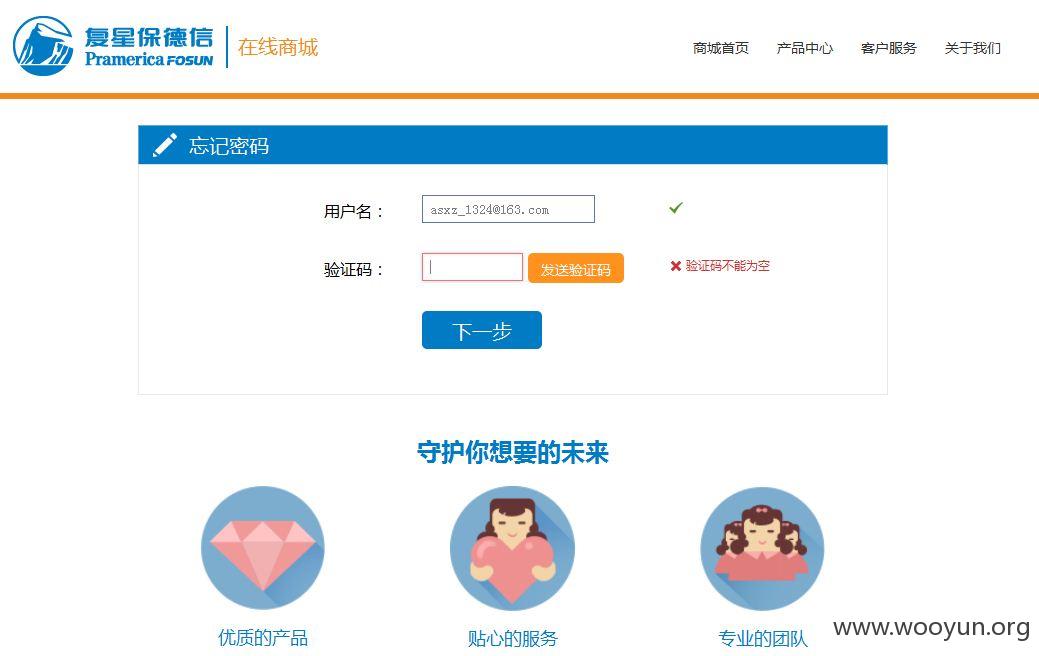 复星保德信
Pramerica FOSUN
在线商城
商城首页 产品中心 客户服务 关于我们
忘记密码
用户名：
asxz_1324@163.com
验证码：
发送验证码
验证码不能为空
下一步
守护你想要的未来
优质的产品 贴心的服务 专业的团队
www.wooyun.org